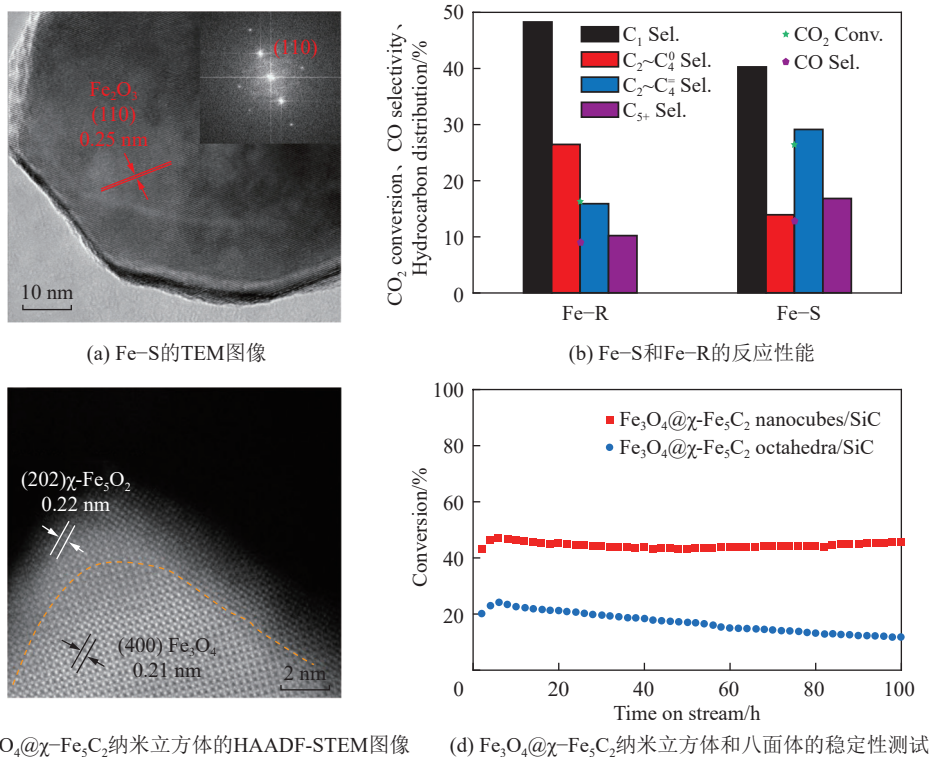 (110)
Fe₂O₃
(110)
0.25 nm
10 nm
(a) Fe−S的TEM图像
CO₂ conversion、CO selectivity、
Hydrocarbon distribution/%
50
40
30
20
10
0
C₁ Sel.
C₂~C₄⁰ Sel.
C₂~C₄⁼ Sel.
C₅₊ Sel.
CO₂ Conv.
CO Sel.
Fe−R
Fe−S
(b) Fe−S和Fe−R的反应性能
(202)χ-Fe₅O₂
0.22 nm
(400) Fe₃O₄
0.21 nm
2 nm
O₄@χ−Fe₅C₂纳米立方体的HAADF-STEM图像
Conversion/%
100
80
60
40
20
0
Fe₃O₄@χ-Fe₅C₂ nanocubes/SiC
Fe₃O₄@χ-Fe₅C₂ octahedra/SiC
0 20 40 60 80 100
Time on stream/h
(d) Fe₃O₄@χ−Fe₅C₂纳米立方体和八面体的稳定性测试